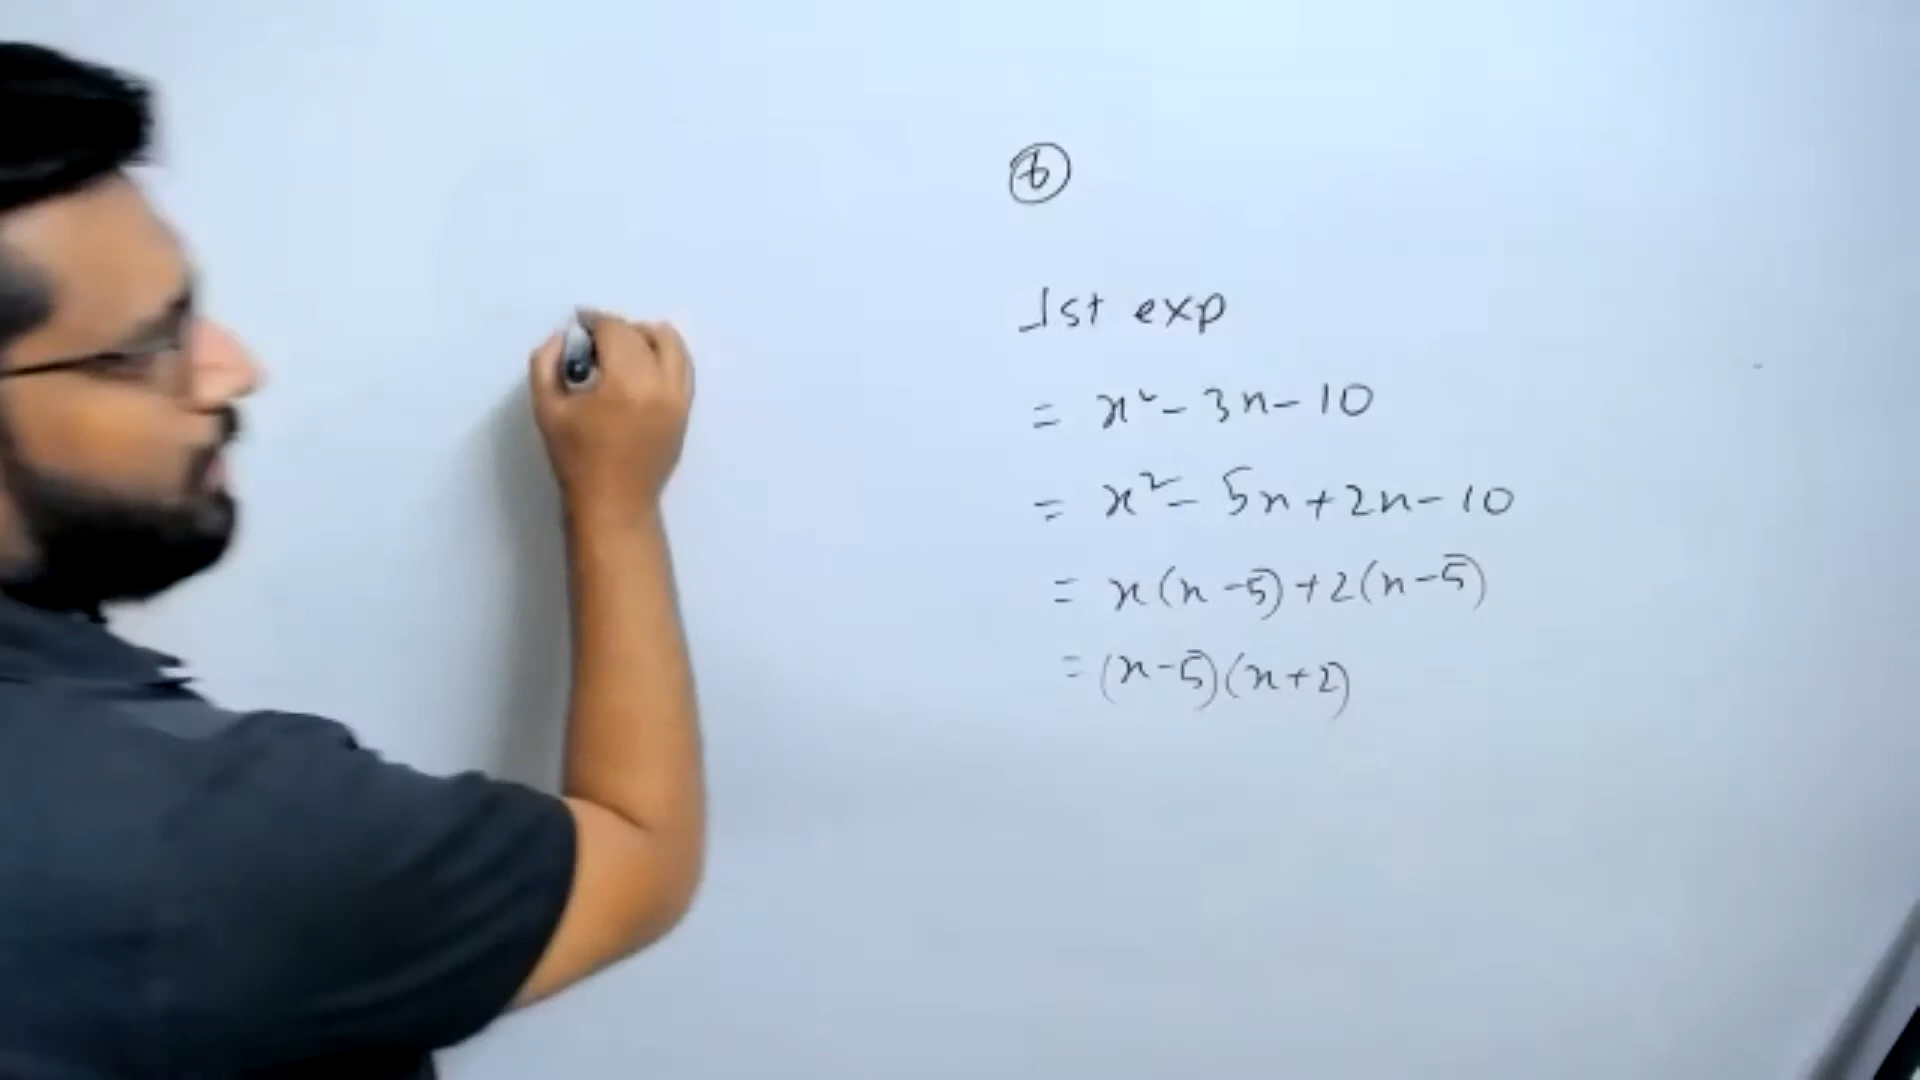 b
1st exp
= x² - 3x - 10
= x² - 5x + 2x - 10
= x(x - 5) + 2(x - 5)
= (x - 5)(x + 2)